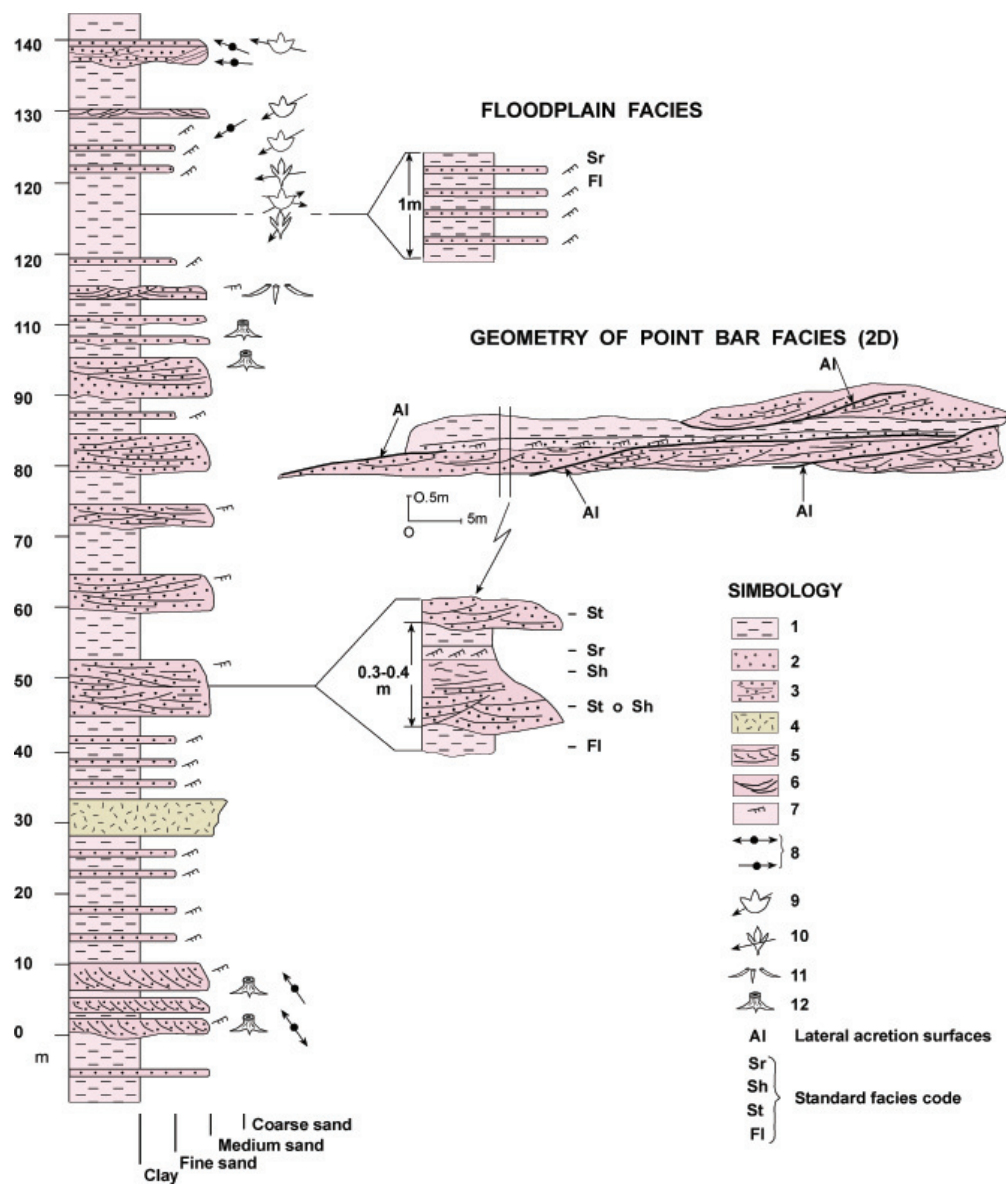 140
130
120
120
110
90
80
70
60
50
40
30
20
10
0
m
Coarse sand
Medium sand
Fine sand
Clay
FLOODPLAIN FACIES
Sr
Fl
1m
GEOMETRY OF POINT BAR FACIES (2D)
Al
Al
Al
Al
O.5m
O
5m
St
Sr
Sh
0.3-0.4
m
St o Sh
Fl
SIMBOLOGY
1
2
3
4
5
6
7
8
9
10
11
12
Al Lateral acretion surfaces
Sr
Sh
St
Fl
Standard facies code